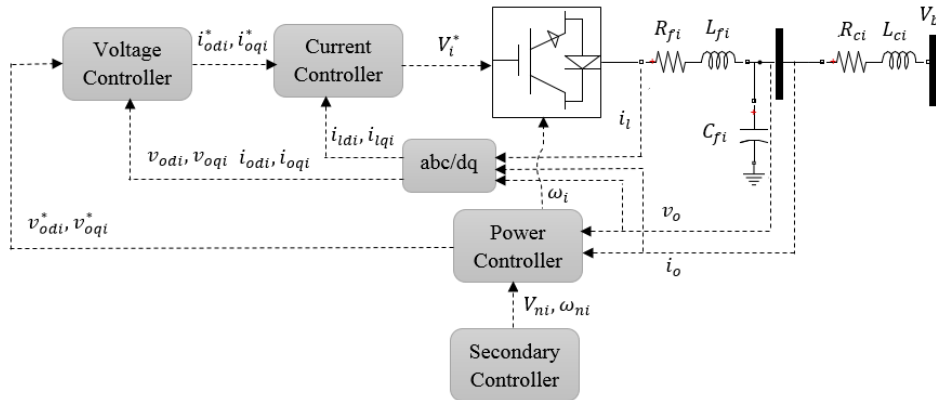 Voltage
Controller
i*odi, i*oqi
Current
Controller
V*i
Rfi
Lfi
Rci
Lci
Vb
Cfi
il
ildi, ilqi
vodi, voqi iodi, ioqi
abc/dq
ωi
vo
v*odi, v*oqi
Power
Controller
io
Vni, ωni
Secondary
Controller